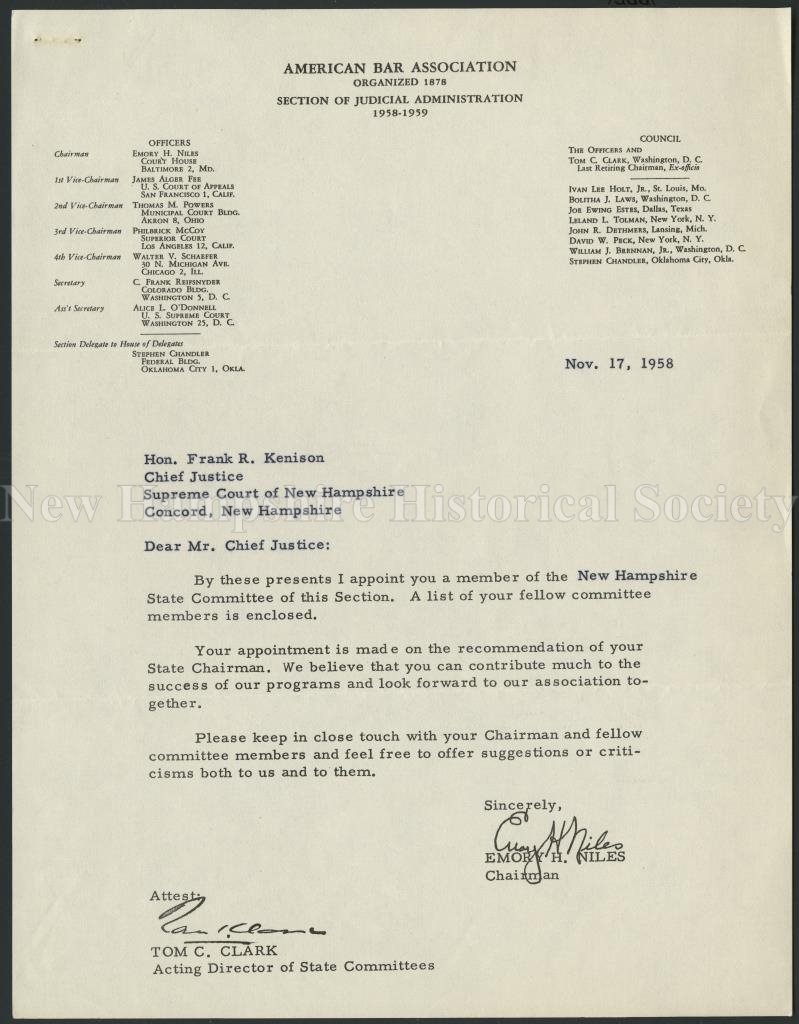 AMERICAN BAR ASSOCIATION
ORGANIZED 1878
SECTION OF JUDICIAL ADMINISTRATION
1958-1959
OFFICERS
Chairman EMORY H. NILES
COURT HOUSE
BALTIMORE 2, MD.
1st Vice-Chairman JAMES ALGER FEE
U. S. COURT OF APPEALS
SAN FRANCISCO 1, CALIF.
2nd Vice-Chairman THOMAS M. POWERS
MUNICIPAL COURT BLDG.
AKRON 8, OHIO
3rd Vice-Chairman PHILBRICK MCCOY
SUPERIOR COURT
LOS ANGELES 12, CALIF.
4th Vice-Chairman WALTER V. SCHAEFER
30 N. MICHIGAN AVE.
CHICAGO 2, ILL.
Secretary C. FRANK REIFSNYDER
COLORADO BLDG.
WASHINGTON 5, D. C.
Ass't Secretary ALICE L. O'DONNELL
U. S. SUPREME COURT
WASHINGTON 25, D. C.
Section Delegate to House of Delegates
STEPHEN CHANDLER
FEDERAL BLDG.
OKLAHOMA CITY 1, OKLA.
COUNCIL
THE OFFICERS AND
TOM C. CLARK, Washington, D. C.
Last Retiring Chairman, Ex-officio
IVAN LEE HOLT, JR., St. Louis, Mo.
BOLITHA J. LAWS, Washington, D. C.
JOE EWING ESTES, Dallas, Texas
LELAND L. TOLMAN, New York, N. Y.
JOHN R. DETHMERS, Lansing, Mich.
DAVID W. PECK, New York, N. Y.
WILLIAM J. BRENNAN, JR., Washington, D. C.
STEPHEN CHANDLER, Oklahoma City, Okla.
Nov. 17, 1958
Hon. Frank R. Kenison
Chief Justice
Supreme Court of New Hampshire
New Hampshire Historical Society
Concord, New Hampshire
Dear Mr. Chief Justice:
By these presents I appoint you a member of the New Hampshire
State Committee of this Section. A list of your fellow committee
members is enclosed.
Your appointment is made on the recommendation of your
State Chairman. We believe that you can contribute much to the
success of our programs and look forward to our association to-
gether.
Please keep in close touch with your Chairman and fellow
committee members and feel free to offer suggestions or criti-
cisms both to us and to them.
Sincerely,
Emory H Niles
EMORY H. NILES
Chairman
Attest:
Tom C. Clark
TOM C. CLARK
Acting Director of State Committees